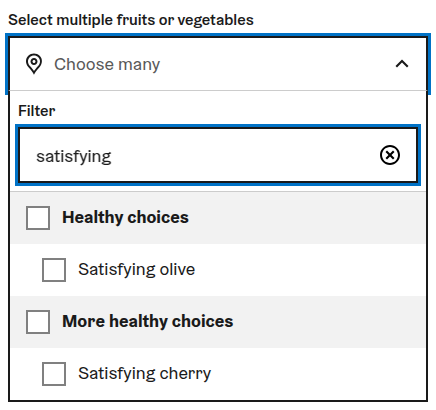 Select multiple fruits or vegetables
Choose many
Filter
satisfying
Healthy choices
Satisfying olive
More healthy choices
Satisfying cherry